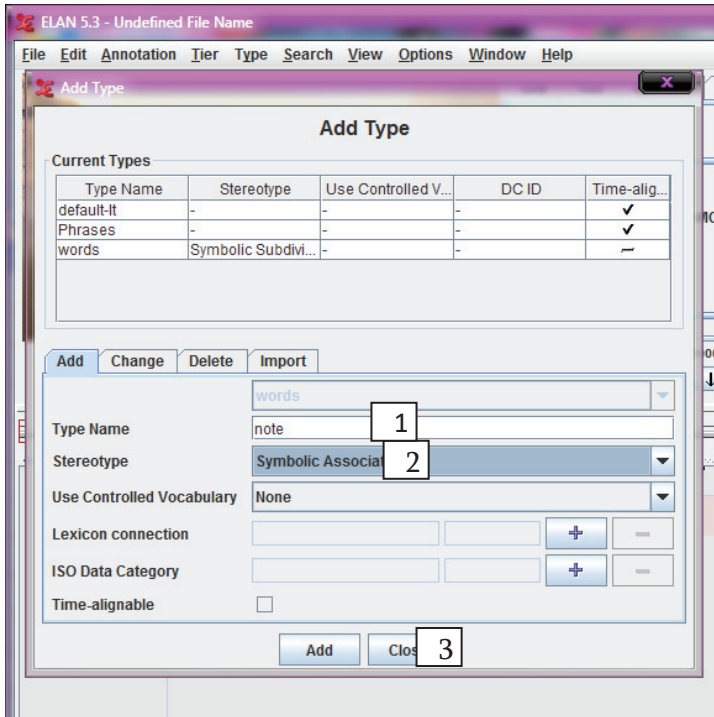 ELAN 5.3 - Undefined File Name
File Edit Annotation Tier Type Search View Options Window Help
Add Type
Add Type
Current Types
Type Name Stereotype Use Controlled V... DC ID Time-alig...
default-lt - - -
Phrases - - -
words Symbolic Subdivi... - -
Add Change Delete Import
words
Type Name note 1
Stereotype Symbolic Associat 2
Use Controlled Vocabulary None
Lexicon connection
ISO Data Category
Time-alignable
Add Clos 3